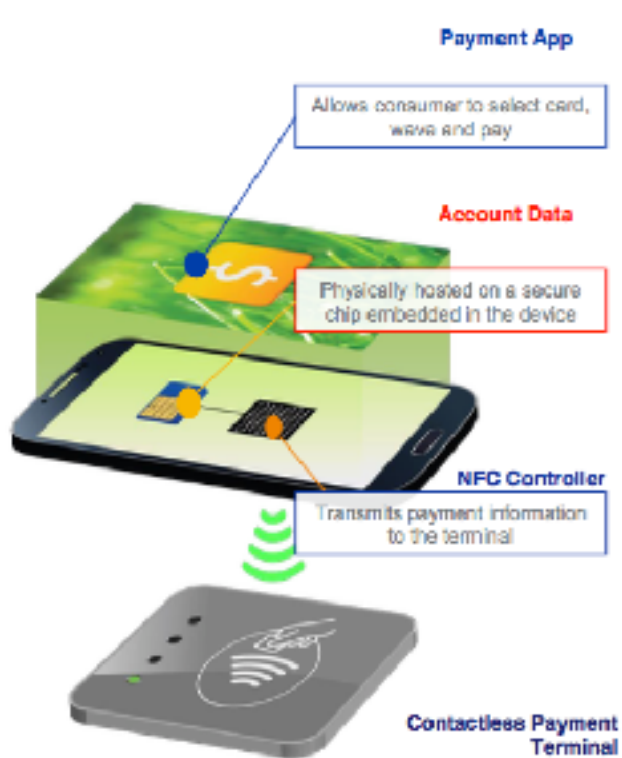 Payment App
Allows consumer to select card,
wave and pay
Account Data
$
Physically hosted on a secure
chip embedded in the device
NFC Controller
Transmits payment information
to the terminal
Contactless Payment
Terminal